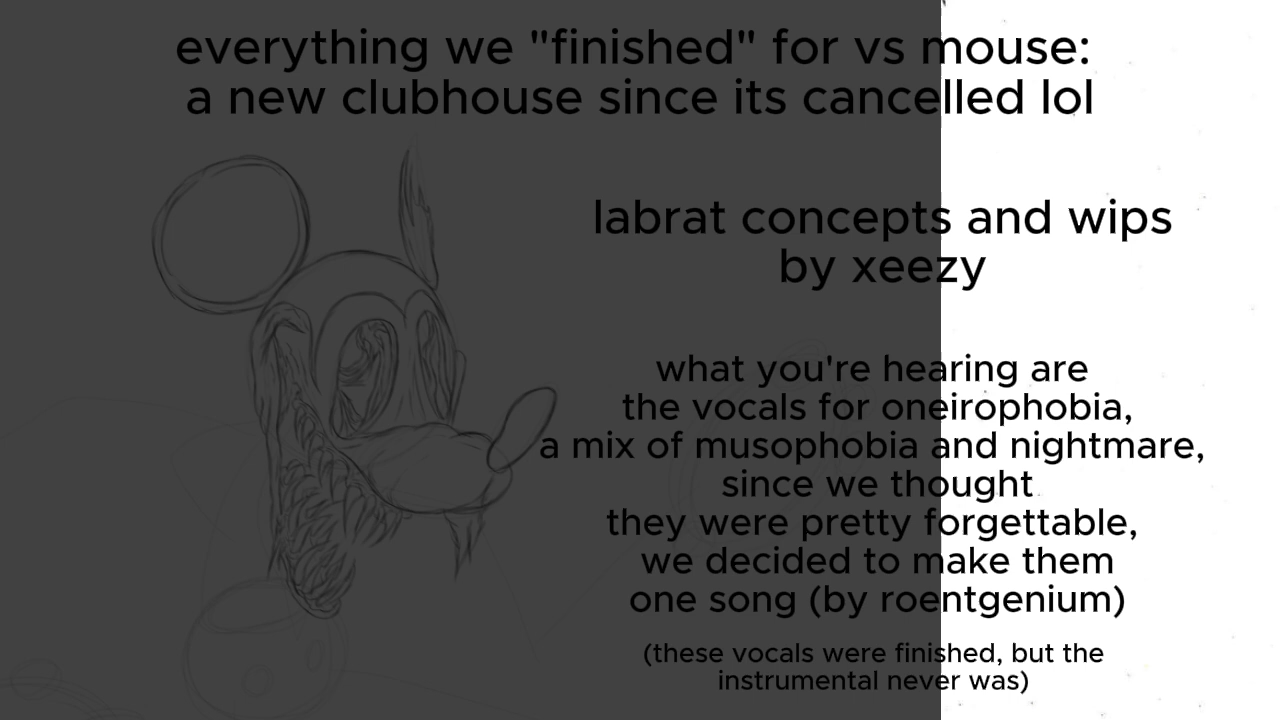 everything we "finished" for vs mouse:
a new clubhouse since its cancelled lol
labrat concepts and wips
by xeezy
what you're hearing are
the vocals for oneirophobia,
a mix of musophobia and nightmare,
since we thought
they were pretty forgettable,
we decided to make them
one song (by roentgenium)
(these vocals were finished, but the
instrumental never was)